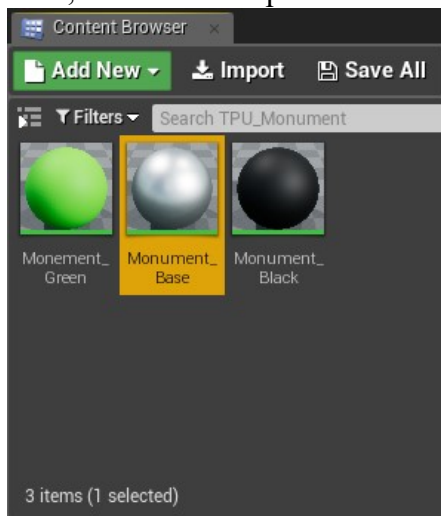 Content Browser
Add New Import Save All
Filters Search TPU_Monument
Monement_
Green
Monument_
Base
Monument_
Black
3 items (1 selected)